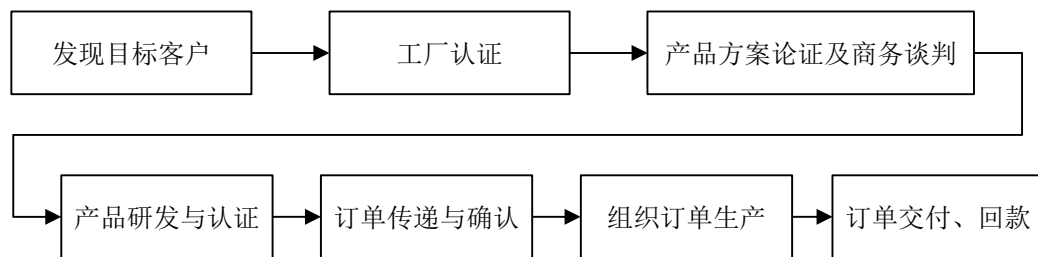 发现目标客户
工厂认证
产品方案论证及商务谈判
产品研发与认证
订单传递与确认
组织订单生产
订单交付、回款